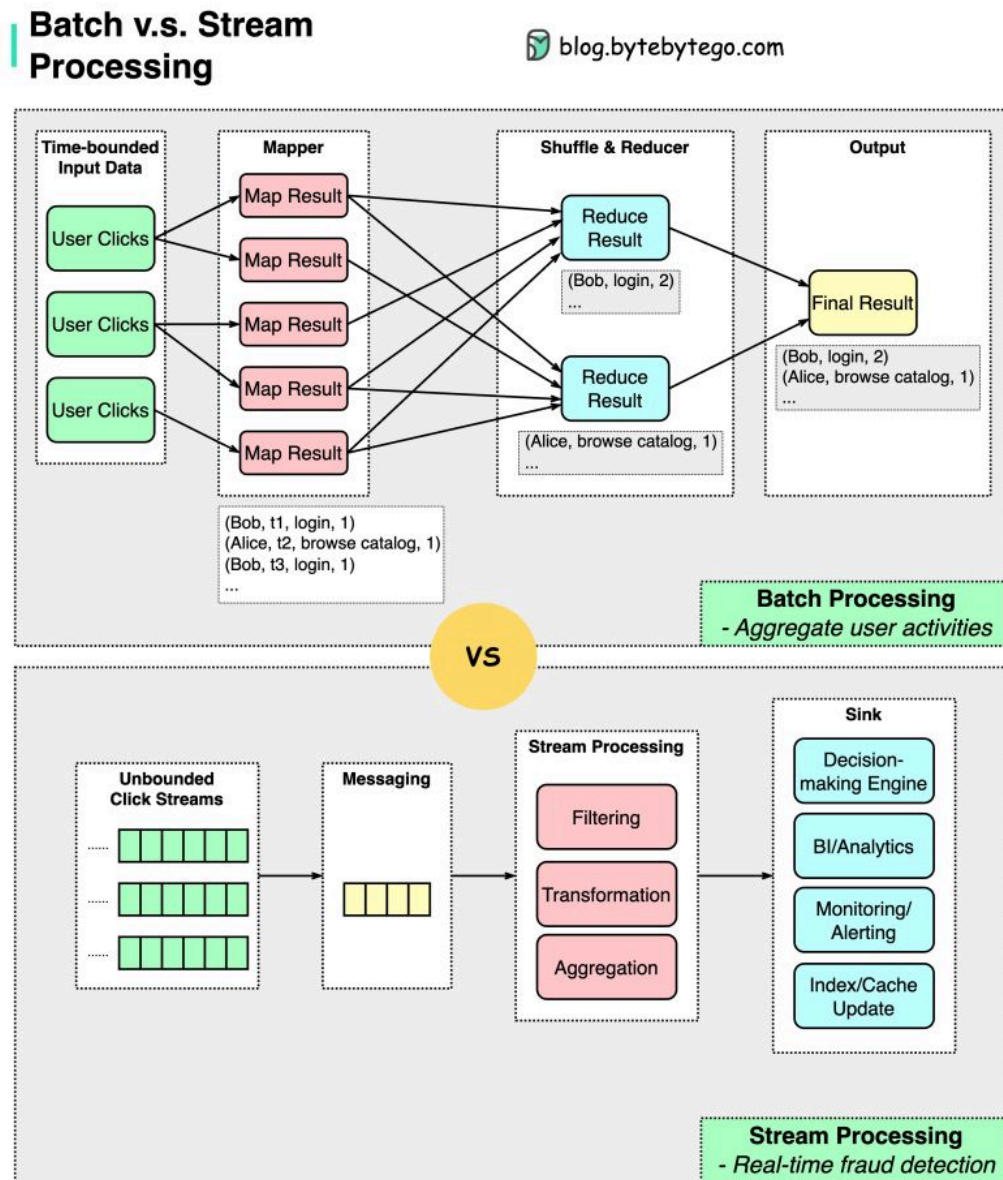 Batch v.s. Stream
Processing
blog.bytebytego.com
Time-bounded
Input Data
User Clicks
User Clicks
User Clicks
Mapper
Map Result
Map Result
Map Result
Map Result
Map Result
(Bob, t1, login, 1)
(Alice, t2, browse catalog, 1)
(Bob, t3, login, 1)
...
Shuffle & Reducer
Reduce
Result
(Bob, login, 2)
...
Reduce
Result
(Alice, browse catalog, 1)
...
Output
Final Result
(Bob, login, 2)
(Alice, browse catalog, 1)
...
Batch Processing
- Aggregate user activities
VS
Unbounded
Click Streams
......
......
......
Messaging
Stream Processing
Filtering
Transformation
Aggregation
Sink
Decision-
making Engine
BI/Analytics
Monitoring/
Alerting
Index/Cache
Update
Stream Processing
- Real-time fraud detection